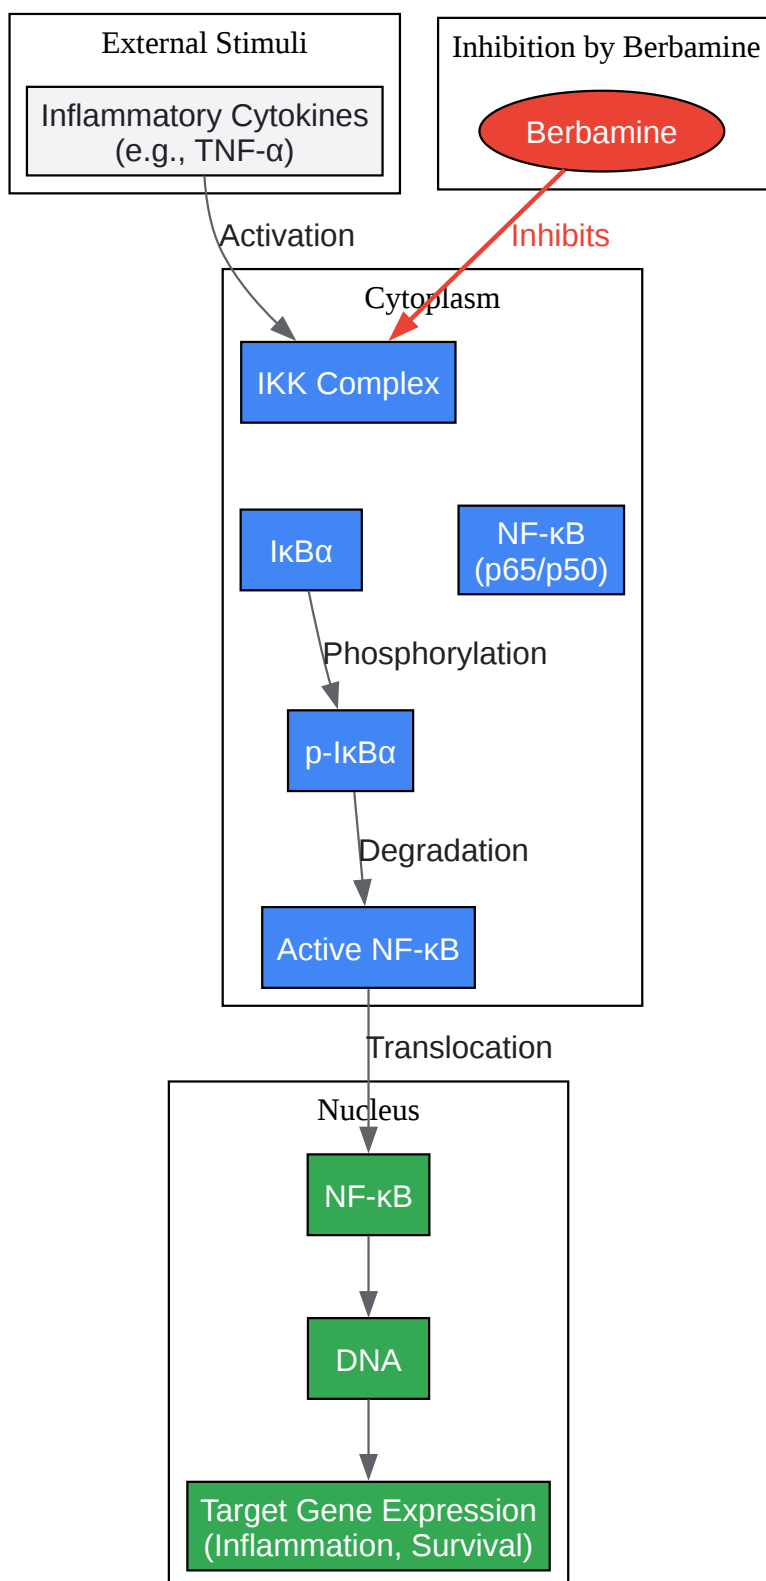 External Stimuli
Inflammatory Cytokines
(e.g., TNF-α)
Inhibition by Berbamine
Berbamine
Activation
Inhibits
Cytoplasm
IKK Complex
IκBα
NF-κB
(p65/p50)
Phosphorylation
p-IκBα
Degradation
Active NF-κB
Translocation
Nucleus
NF-κB
DNA
Target Gene Expression
(Inflammation, Survival)